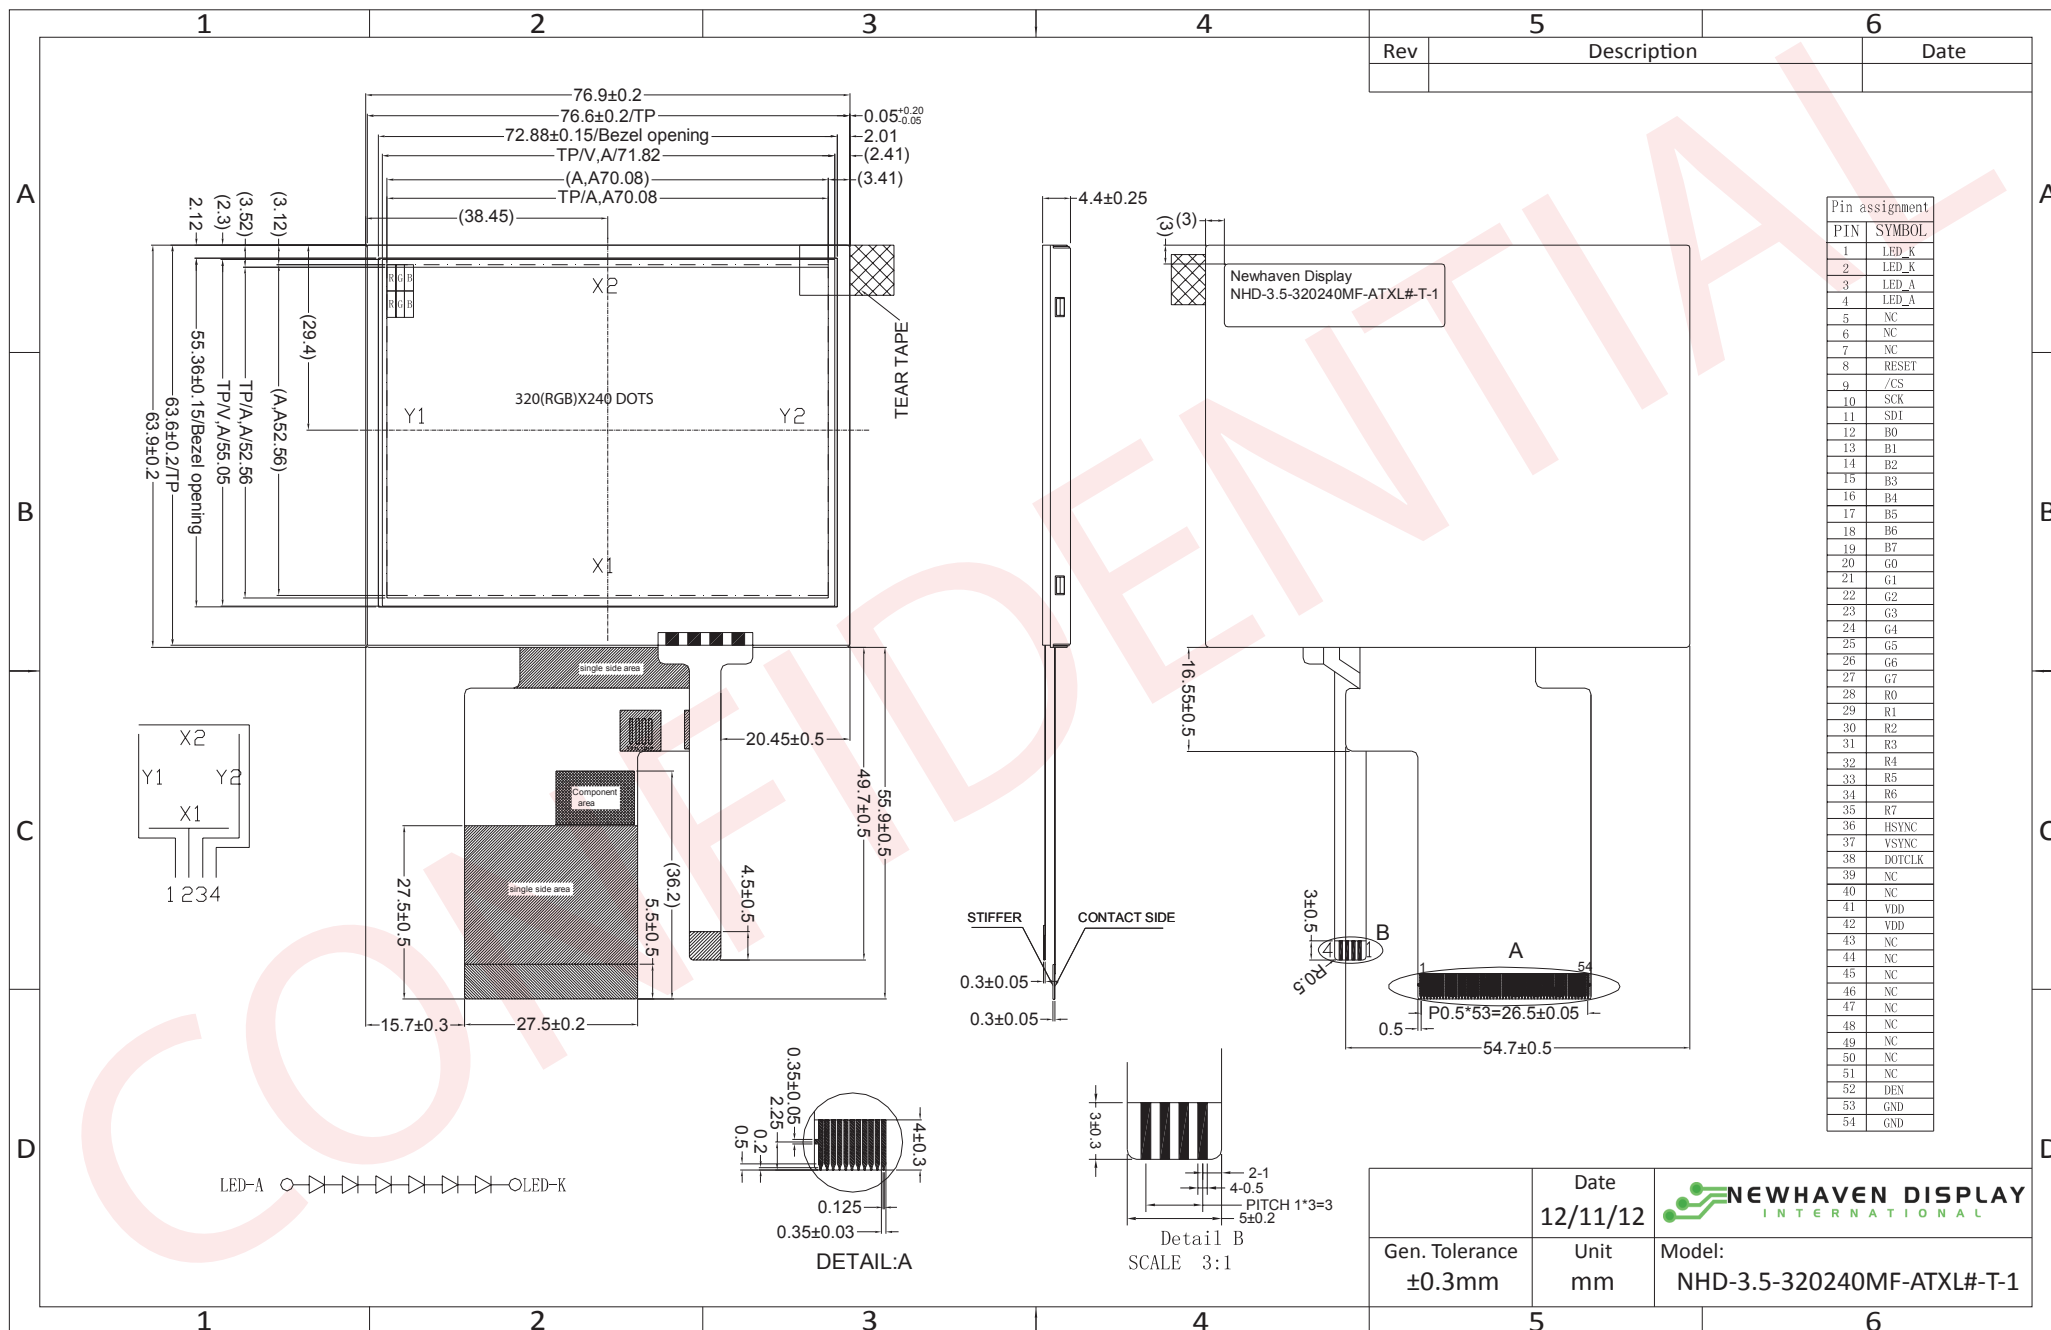 1 2 3 4 5 6
Rev Description Date
A
B
C
D
A
B
C
D
CONFIDENTIAL
76.9±0.2
76.6±0.2/TP
0.05 +0.20 -0.05
72.88±0.15/Bezel opening
2.01
TP/V,A/71.82
(2.41)
(A,A70.08)
(3.41)
TP/A,A70.08
(38.45)
2.12
(2.3)
(3.52)
(3.12)
(29.4)
63.9±0.2
63.6±0.2/TP
55.36±0.15/Bezel opening
TP/V,A/55.05
TP/A,A/52.56
(A,A52.56)
R G B
R G B
X2
Y1
320(RGB)X240 DOTS
Y2
X1
TEAR TAPE
single side area
Component
area
single side area
20.45±0.5
49.7±0.5
55.9±0.5
4.5±0.5
(36.2)
5.5±0.5
27.5±0.5
15.7±0.3
27.5±0.2
X2
Y1 Y2
X1
1234
LED-A
LED-K
4.4±0.25
STIFFER
CONTACT SIDE
0.3±0.05
0.3±0.05
(3)
(3)
Newhaven Display
NHD-3.5-320240MF-ATXL#-T-1
16.55±0.5
3±0.5
4 1
B
R0.5
A
1 54
P0.5*53=26.5±0.05
0.5
54.7±0.5
0.35±0.05
2.25
0.2
0.5
4±0.3
0.125
0.35±0.03
DETAIL:A
3±0.3
2-1
4-0.5
PITCH 1*3=3
5±0.2
Detail B
SCALE 3:1
Pin assignment
PIN SYMBOL
1 LED_K
2 LED_K
3 LED_A
4 LED_A
5 NC
6 NC
7 NC
8 RESET
9 /CS
10 SCK
11 SDI
12 B0
13 B1
14 B2
15 B3
16 B4
17 B5
18 B6
19 B7
20 G0
21 G1
22 G2
23 G3
24 G4
25 G5
26 G6
27 G7
28 R0
29 R1
30 R2
31 R3
32 R4
33 R5
34 R6
35 R7
36 HSYNC
37 VSYNC
38 DOTCLK
39 NC
40 NC
41 VDD
42 VDD
43 NC
44 NC
45 NC
46 NC
47 NC
48 NC
49 NC
50 NC
51 NC
52 DEN
53 GND
54 GND
Date
12/11/12
NEWHAVEN DISPLAY
INTERNATIONAL
Gen. Tolerance
±0.3mm
Unit
mm
Model:
NHD-3.5-320240MF-ATXL#-T-1
1 2 3 4 5 6